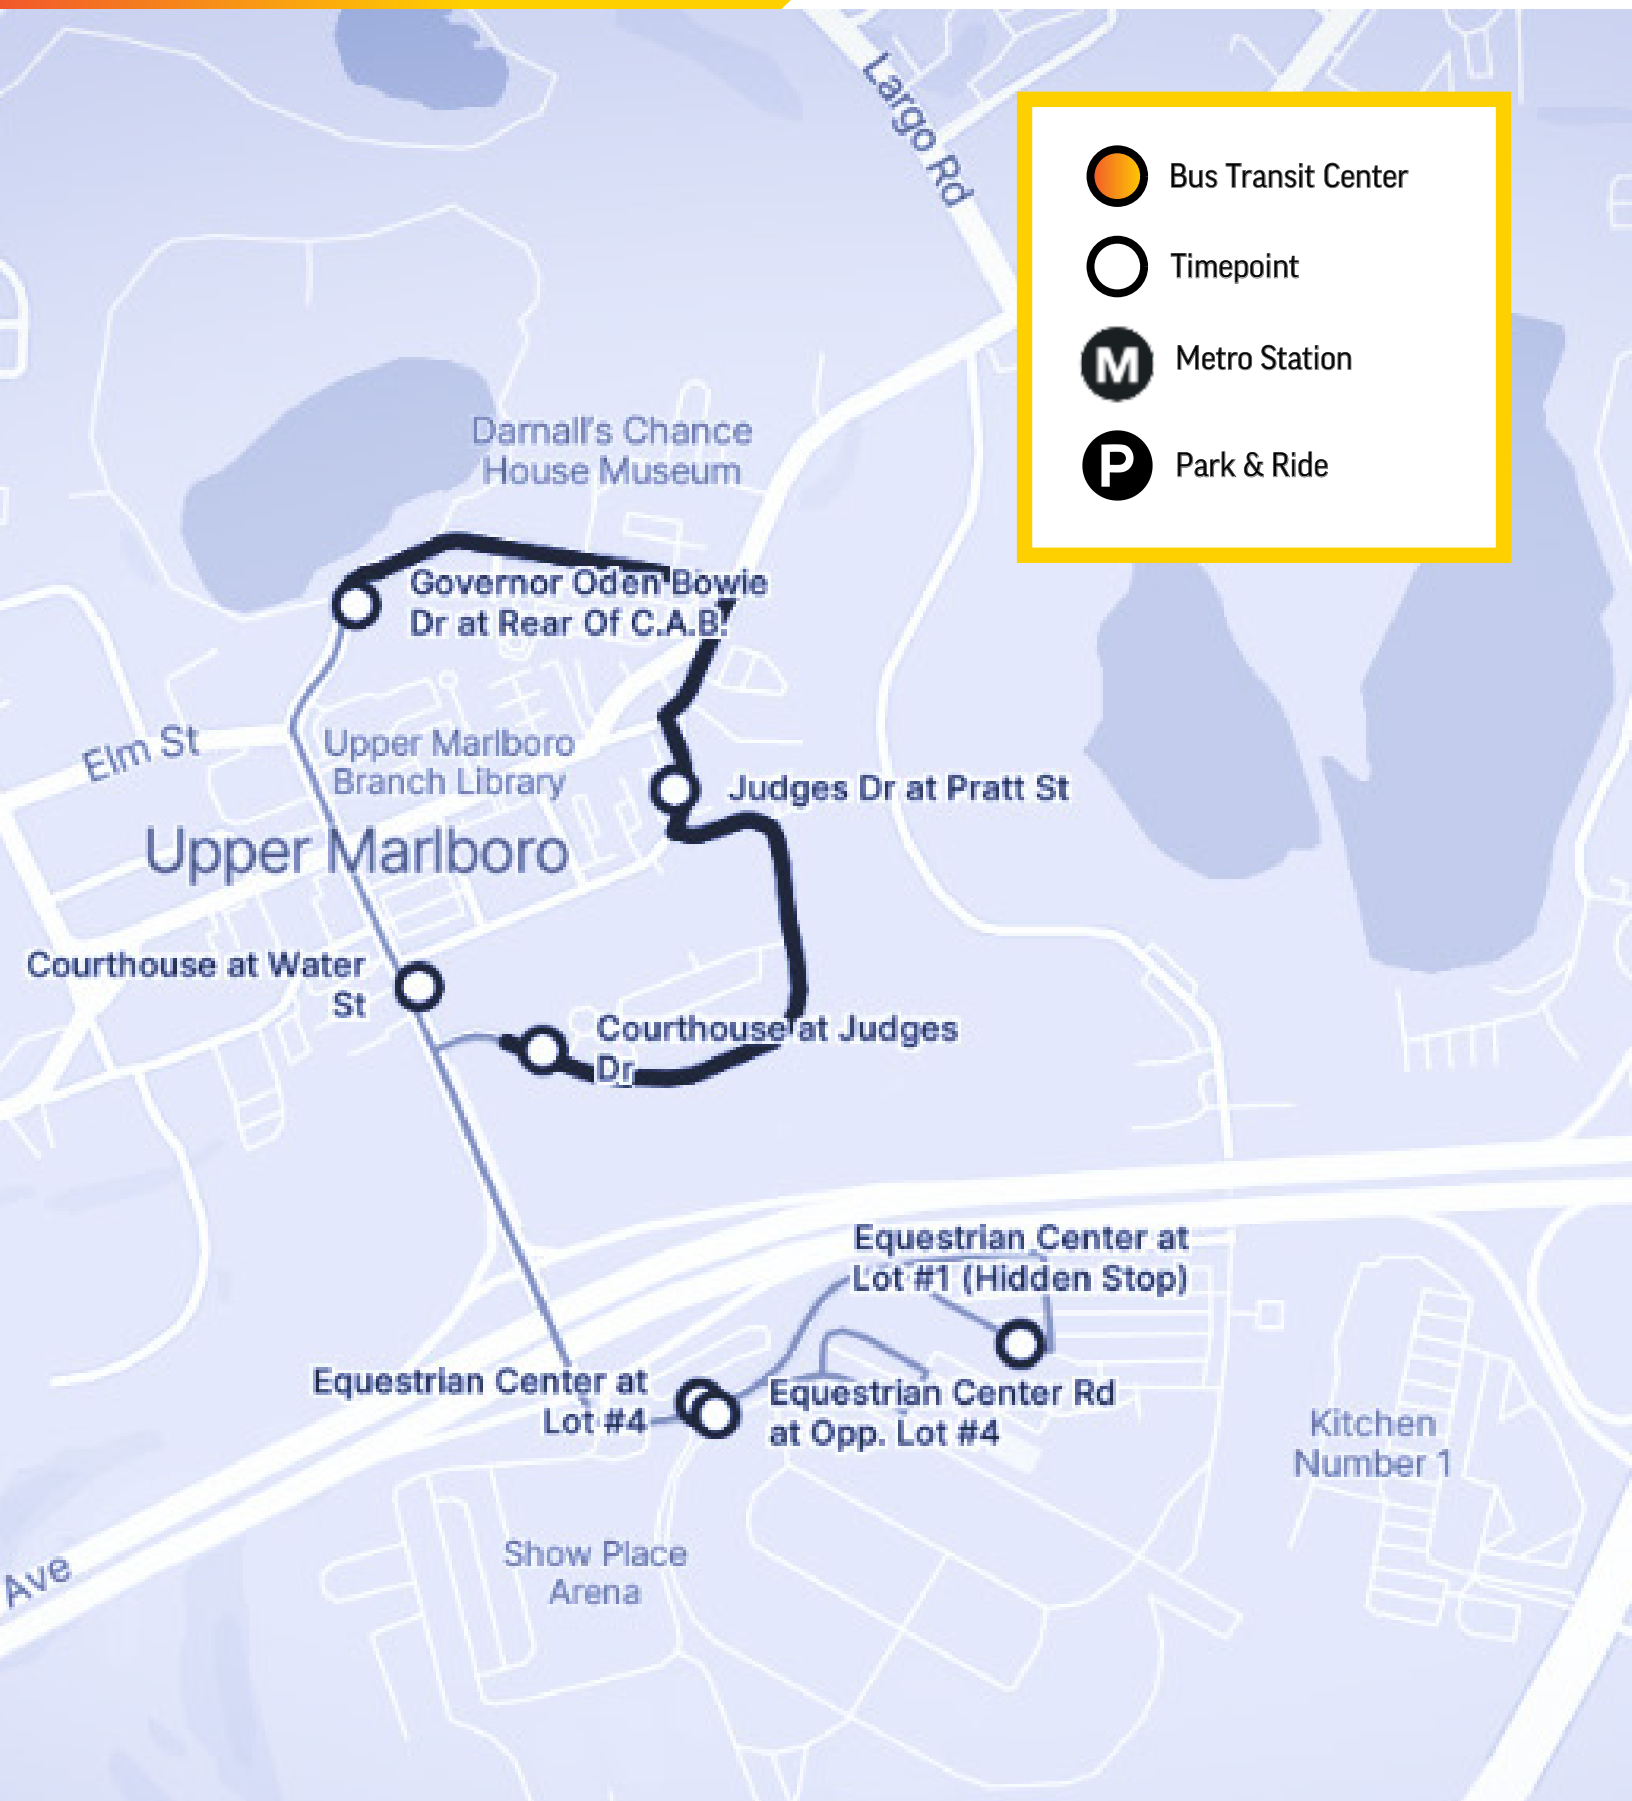 Largo Rd
Bus Transit Center
Timepoint
M
Metro Station
P
Park & Ride
Darnall's Chance
House Museum
Governor Oden Bowie
Dr at Rear Of C.A.B.
Elm St
Upper Marlboro
Branch Library
Judges Dr at Pratt St
Upper Marlboro
Courthouse at Water
St
Courthouse at Judges
Dr
Equestrian Center at
Lot #1 (Hidden Stop)
Equestrian Center at
Lot #4
Equestrian Center Rd
at Opp. Lot #4
Kitchen
Number 1
Show Place
Arena
Ave